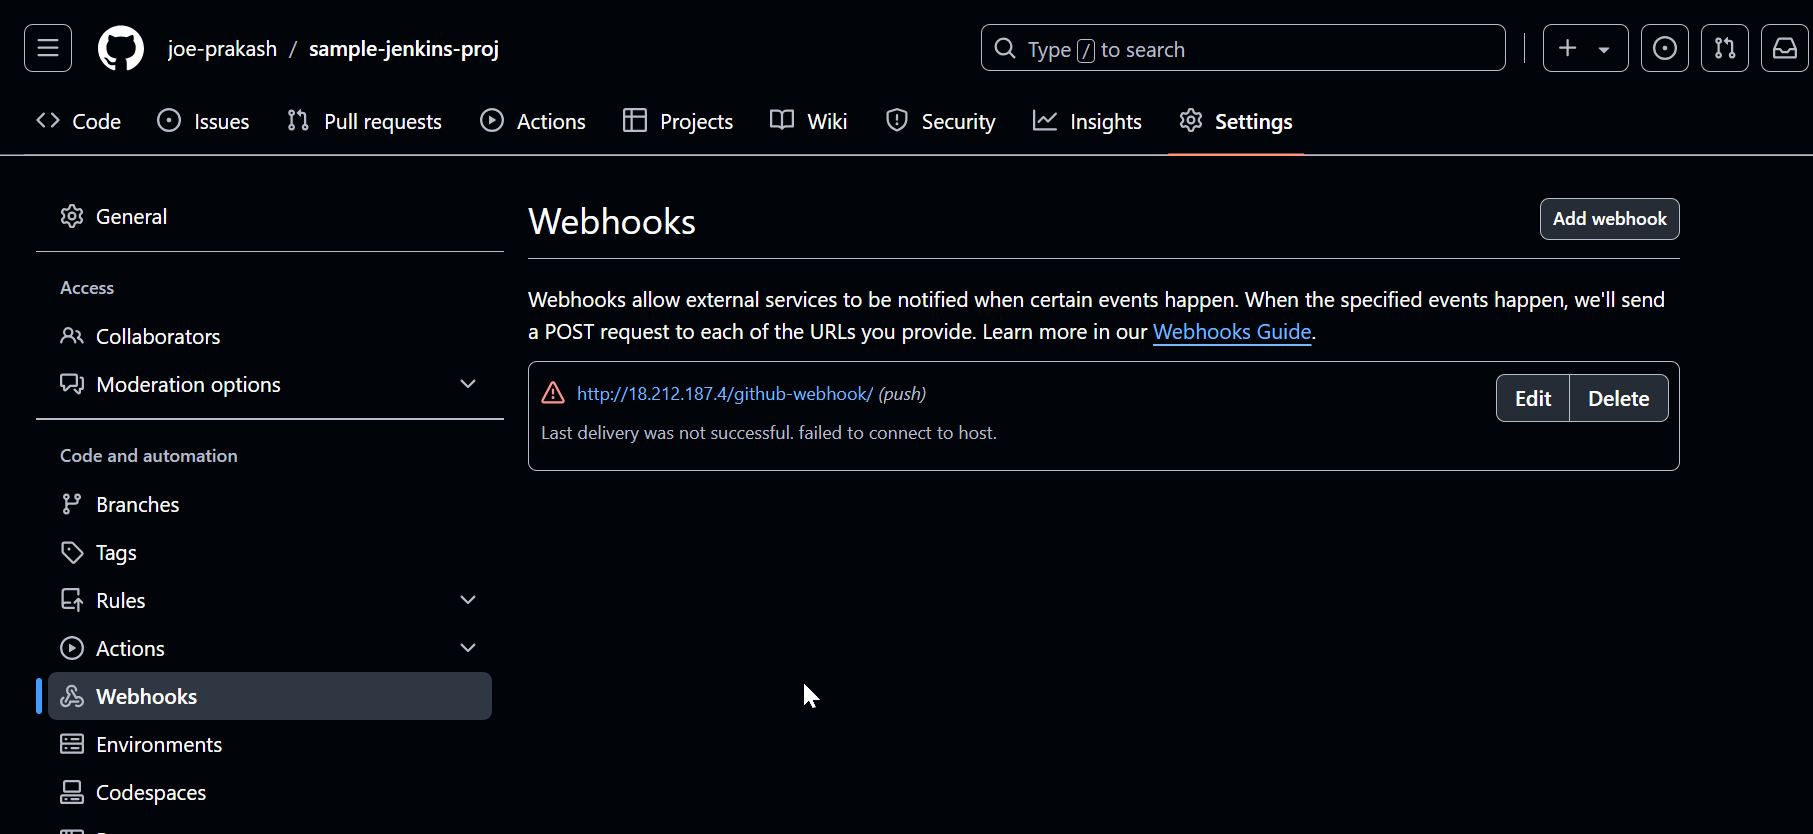 joe-prakash / sample-jenkins-proj
Type / to search
Code
Issues
Pull requests
Actions
Projects
Wiki
Security
Insights
Settings
General
Access
Collaborators
Moderation options
Code and automation
Branches
Tags
Rules
Actions
Webhooks
Environments
Codespaces
Webhooks
Add webhook
Webhooks allow external services to be notified when certain events happen. When the specified events happen, we'll send
a POST request to each of the URLs you provide. Learn more in our Webhooks Guide.
http://18.212.187.4/github-webhook/ (push)
Edit
Delete
Last delivery was not successful. failed to connect to host.